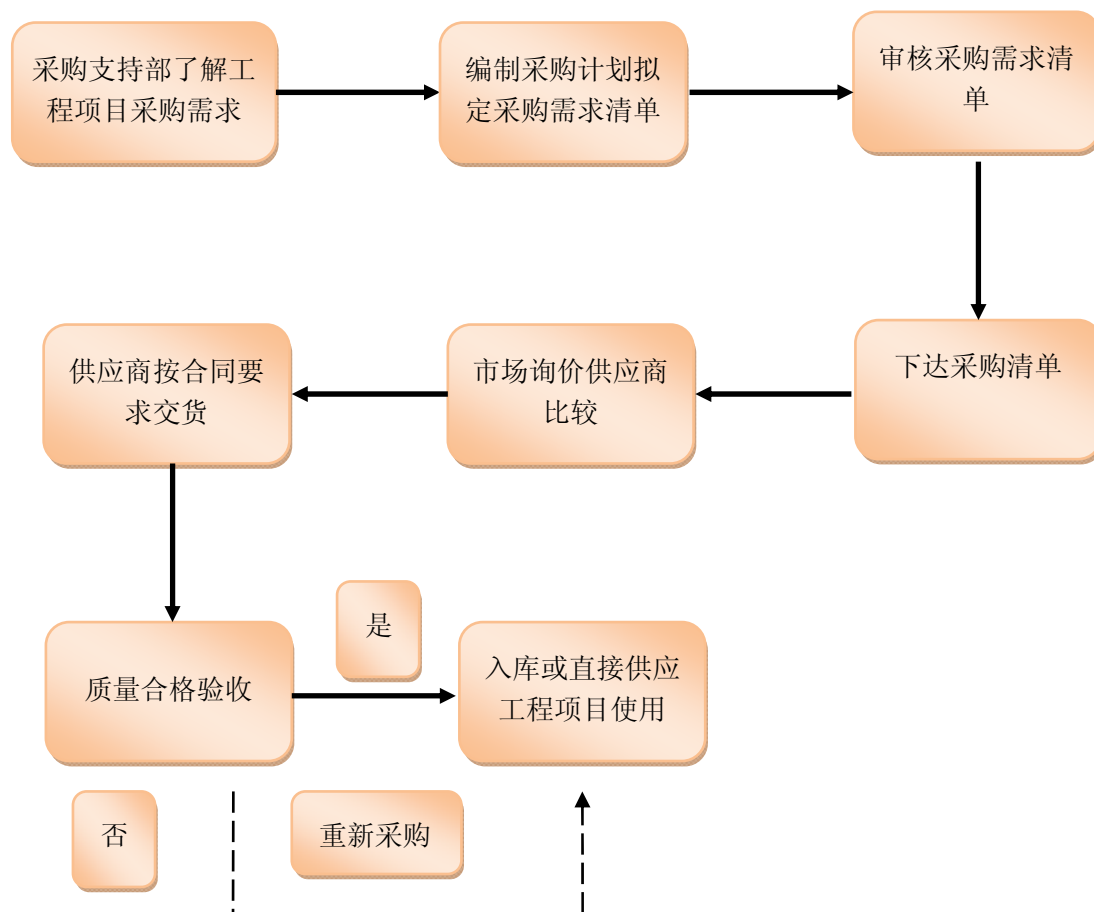 采购支持部了解工
程项目采购需求
编制采购计划拟
定采购需求清单
审核采购需求清
单
下达采购清单
市场询价供应商
比较
供应商按合同要
求交货
质量合格验收
是
入库或直接供应
工程项目使用
否
重新采购